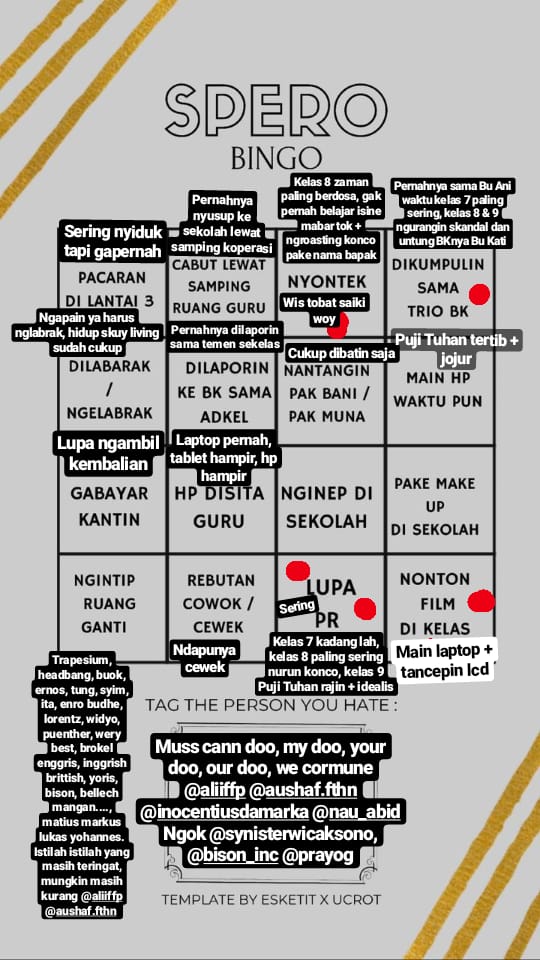 SPERO
BINGO
Sering nyiduk
tapi gapernah
PACARAN
DI LANTAI 3
Pernahnya
nyusup ke
sekolah lewat
samping koperasi
CABUT LEWAT
SAMPING
RUANG GURU
Kelas 8 zaman
paling berdosa, gak
pernah belajar isine
mabar tok +
ngroasting konco
pake nama bapak
NYONTEK
Wis tobat saiki
woy
Pernahnya sama Bu Ani
waktu kelas 7 paling
sering, kelas 8 & 9
ngurangin skandal dan
untung BKnya Bu Kati
DIKUMPULIN
SAMA
TRIO BK
Ngapain ya harus
nglabrak, hidup skuy living
sudah cukup
DILABARAK
/
NGELABRAK
Pernahnya dilaporin
sama temen sekelas
DILAPORIN
KE BK SAMA
ADKEL
Cukup dibatin saja
NANTANGIN
PAK BANI /
PAK MUNA
Puji Tuhan tertib +
jojur
MAIN HP
WAKTU PUN
Lupa ngambil
kembalian
GABAYAR
KANTIN
Laptop pernah,
tablet hampir, hp
hampir
HP DISITA
GURU
NGINEP DI
SEKOLAH
PAKE MAKE
UP
DI SEKOLAH
NGINTIP
RUANG
GANTI
REBUTAN
COWOK /
CEWEK
Ndapunya
cewek
LUPA
PR
Sering
Kelas 7 kadang lah,
kelas 8 paling sering
nurun konco, kelas 9
Puji Tuhan rajin + idealis
NONTON
FILM
DI KELAS
Main laptop +
tancepin lcd
Trapesium,
headbang, buok,
ernos, tung, syim,
ita, enro budhe,
lorentz, widyo,
puenther, wery
best, brokel
enggris, inggrish
brittish, yoris,
bison, bellech
mangan....,
matius markus
lukas yohannes.
Istilah istilah yang
masih teringat,
mungkin masih
kurang @aliiffp
@aushaf.fthn
TAG THE PERSON YOU HATE :
Muss cann doo, my doo, your
doo, our doo, we cormune
@aliiffp @aushaf.fthn
@inocentiusdamarka @nau_abid
Ngok @synisterwicaksono,
@bison_inc @prayog
TEMPLATE BY ESKETIT X UCROT